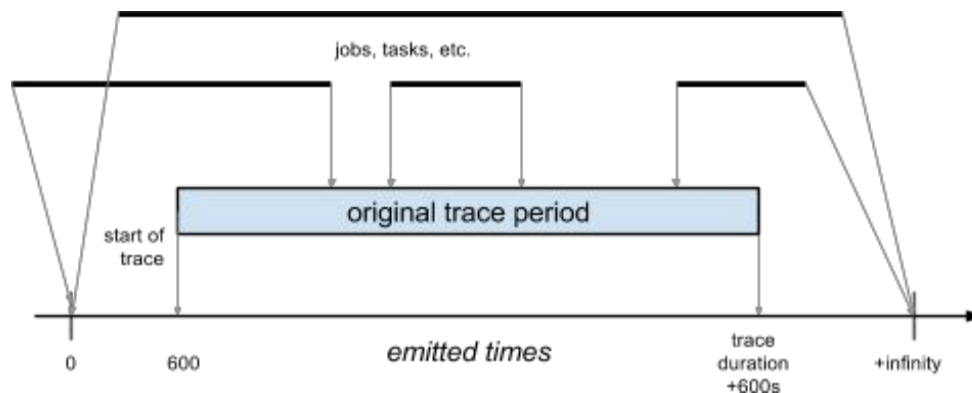 jobs, tasks, etc.
original trace period
start of
trace
0
600
emitted times
trace
duration
+600s
+infinity